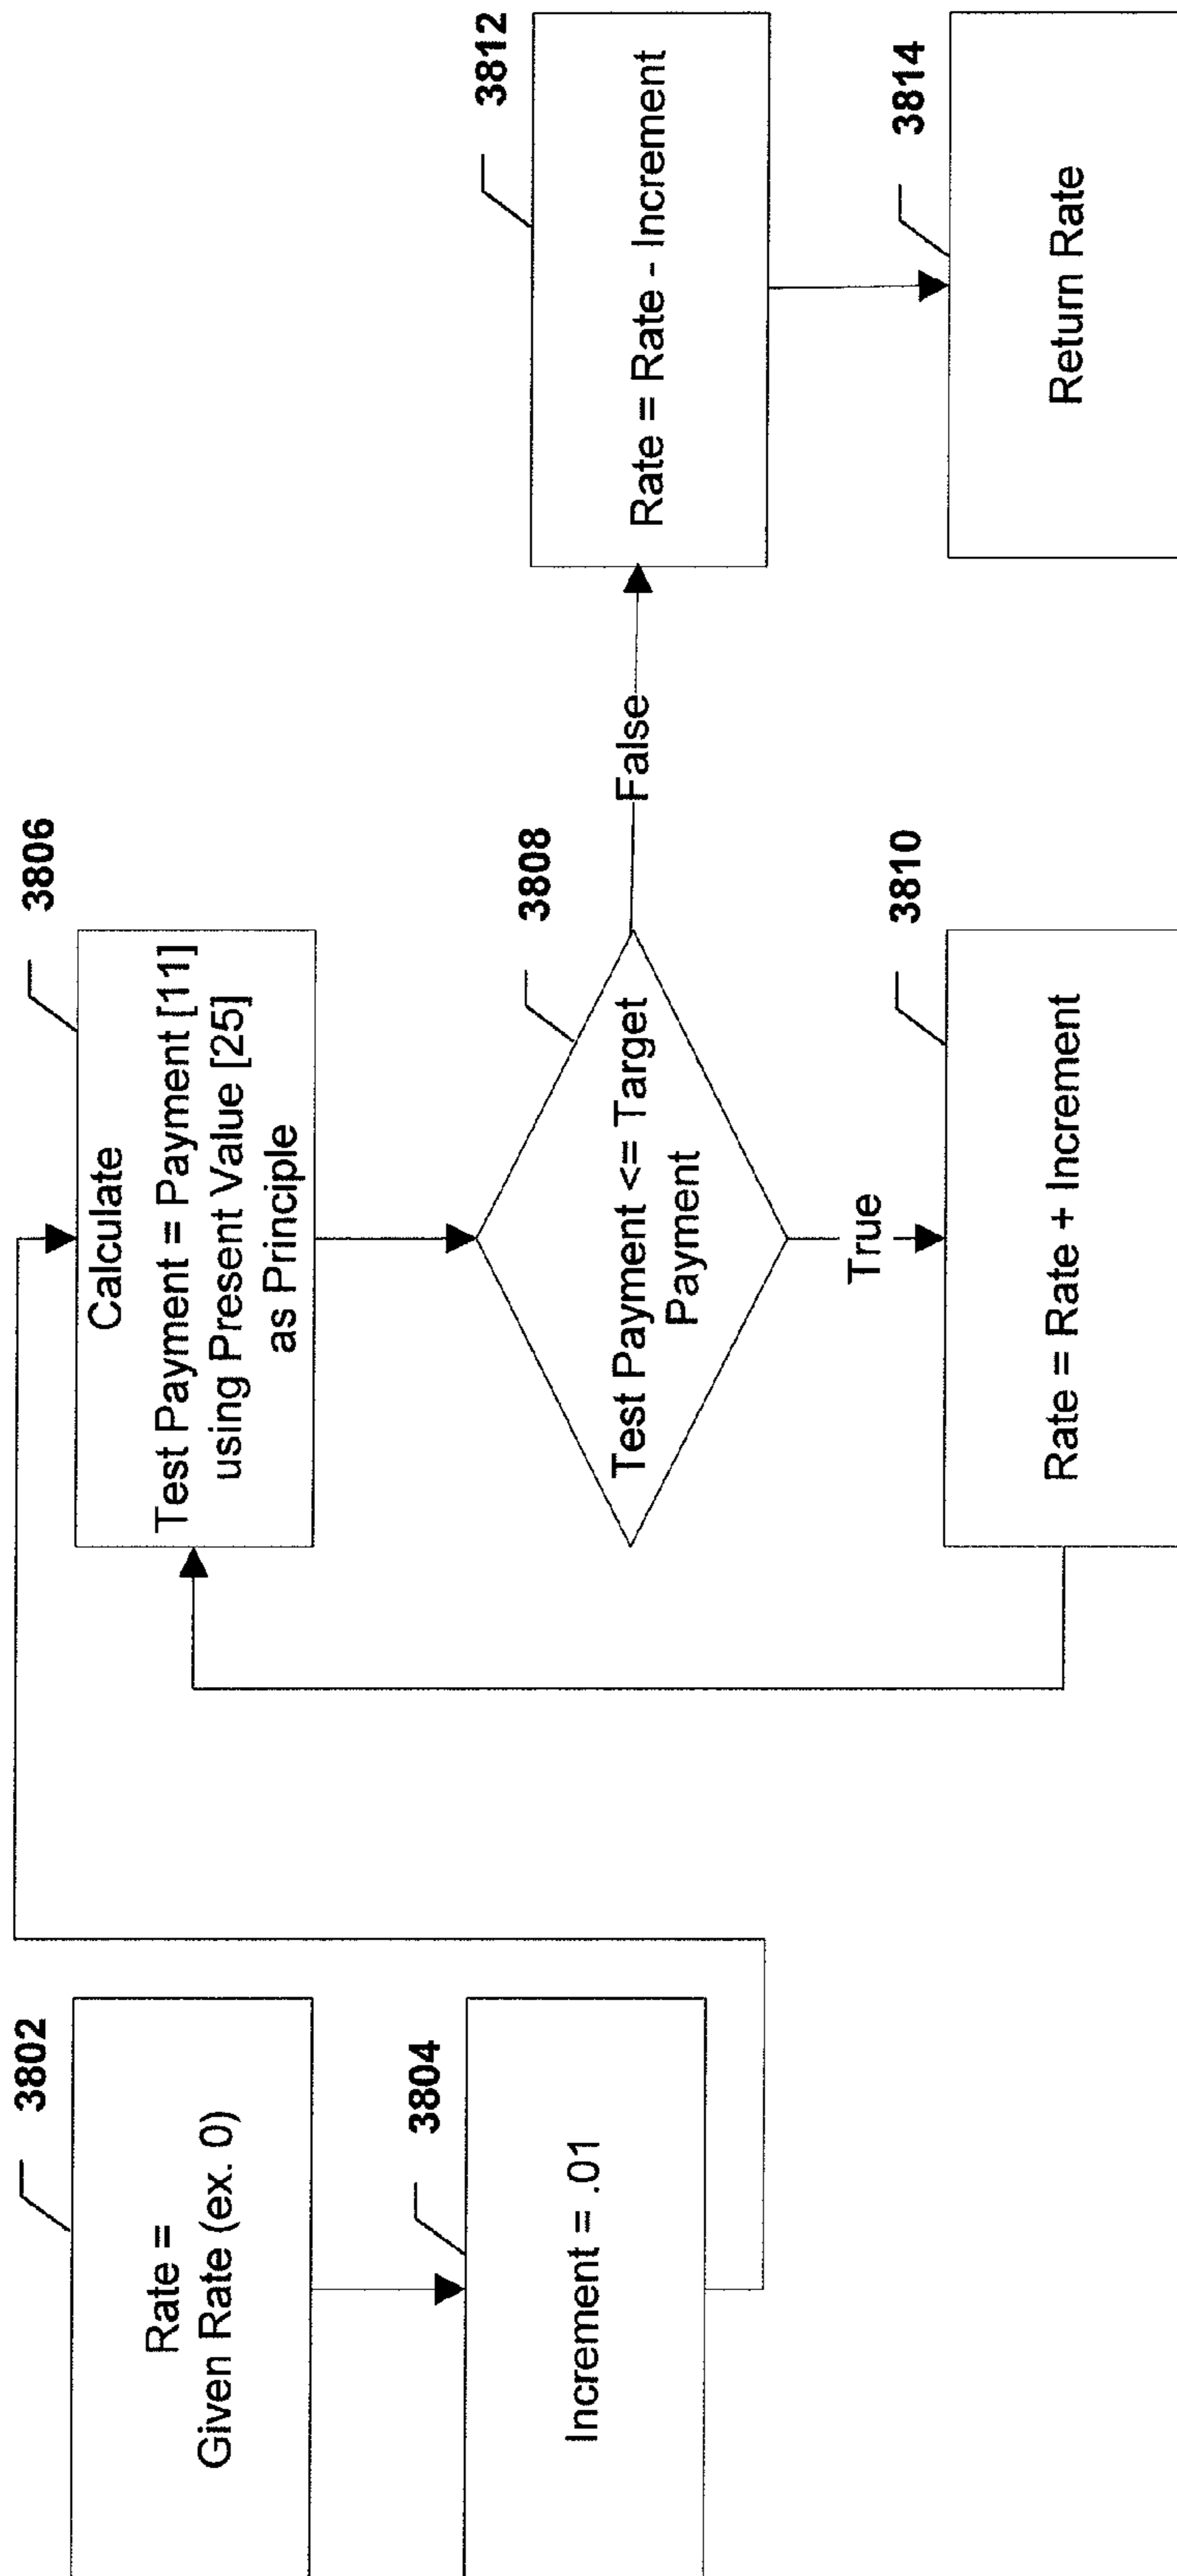 3802
Rate =
Given Rate (ex. 0)
3804
Increment = .01
3806
Calculate
Test Payment = Payment [11]
using Present Value [25]
as Principle
3808
Test Payment <= Target
Payment
True
3810
Rate = Rate + Increment
False
3812
Rate = Rate - Increment
3814
Return Rate